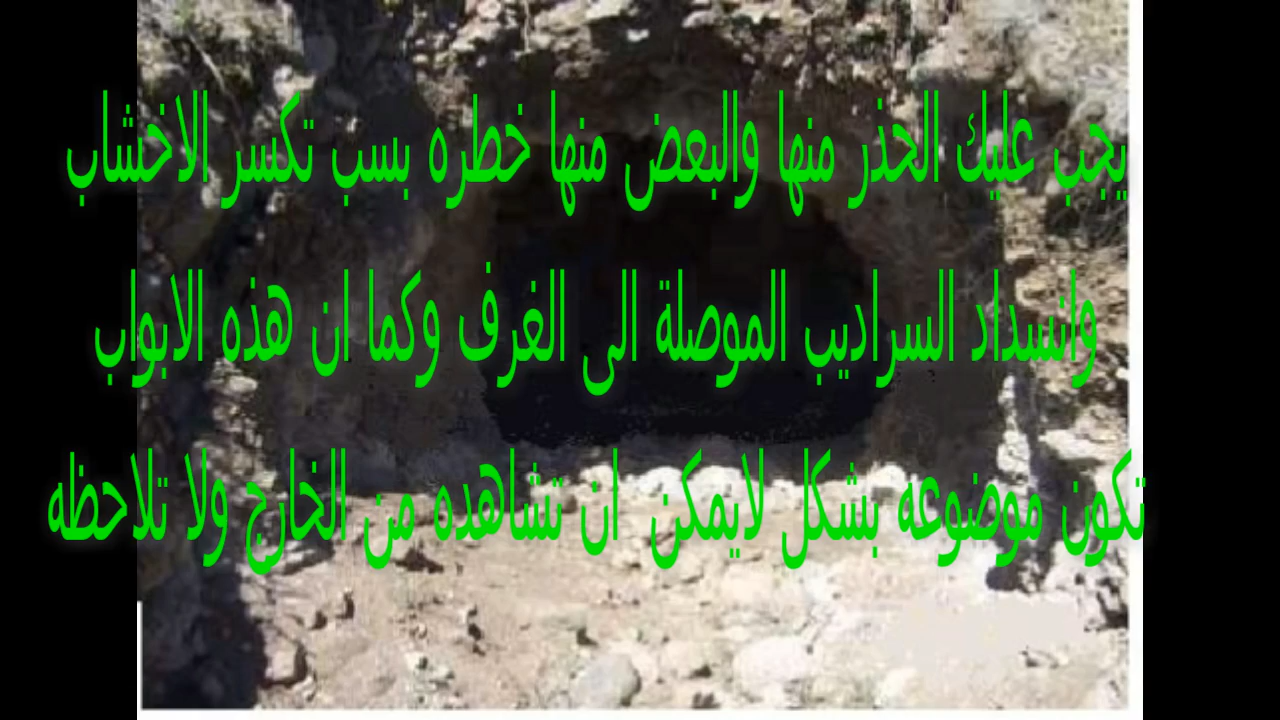 يجب عليك الحذر منها والبعض منها خطره بسب تكسر الاخشاب
وانسداد السراديب الموصلة الى الغرف وكما ان هذه الابواب
تكون موضوعه بشكل لايمكن ان تشاهده من الخارج ولا تلاحظه